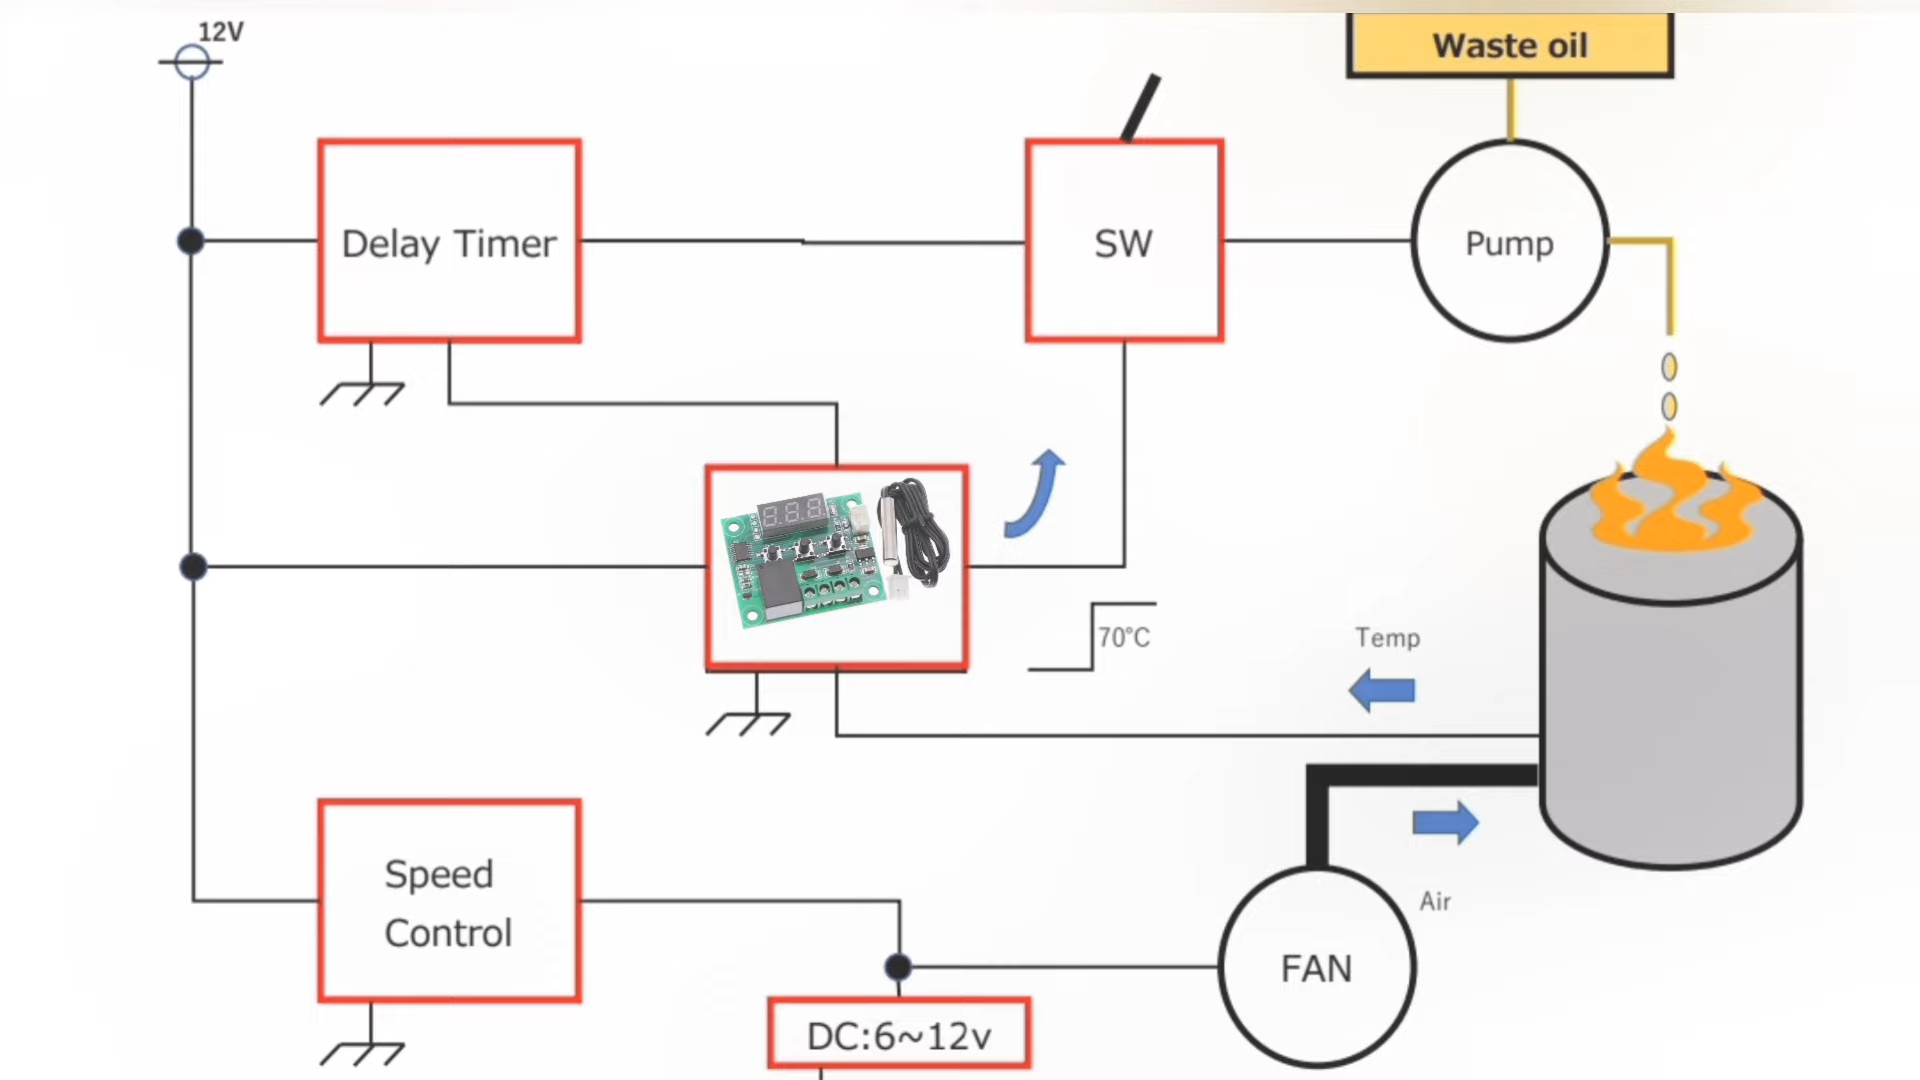 12V
Waste oil
Delay Timer
SW
Pump
70°C
Temp
Speed
Control
Air
FAN
DC:6~12v